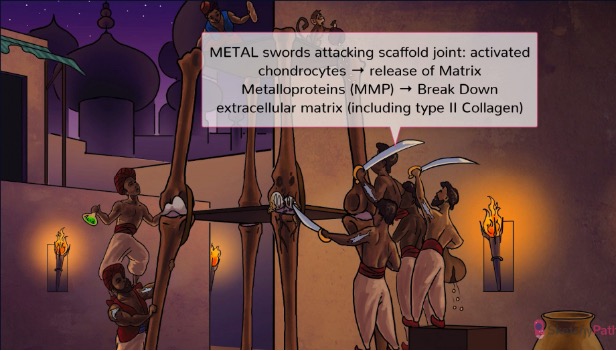 METAL swords attacking scaffold joint: activated
chondrocytes → release of Matrix
Metalloproteins (MMP) → Break Down
extracellular matrix (including type II Collagen)